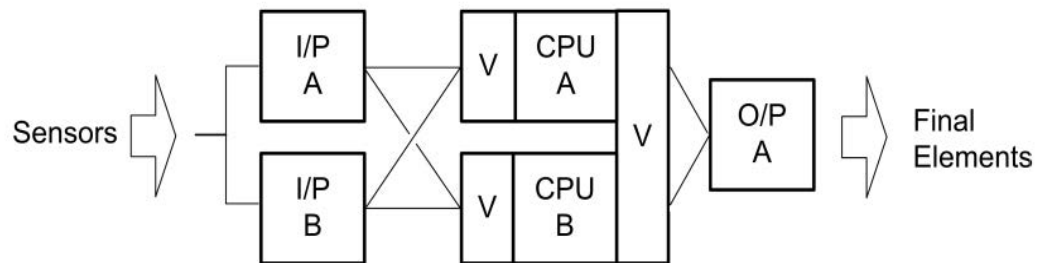 Sensors
I/P
A
I/P
B
V
CPU
A
V
CPU
B
V
O/P
A
Final
Elements